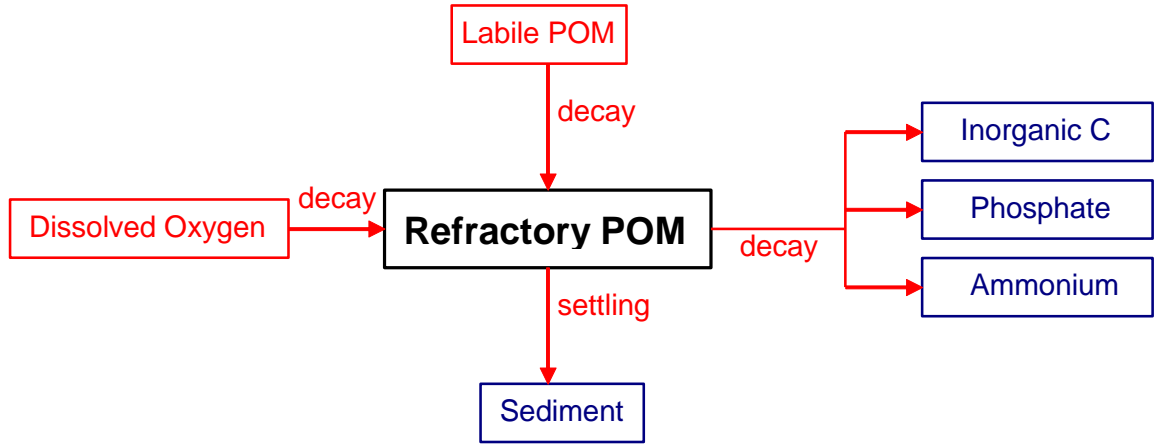 Labile POM
decay
Inorganic C
decay
Phosphate
Dissolved Oxygen
Refractory POM
decay
Ammonium
settling
Sediment